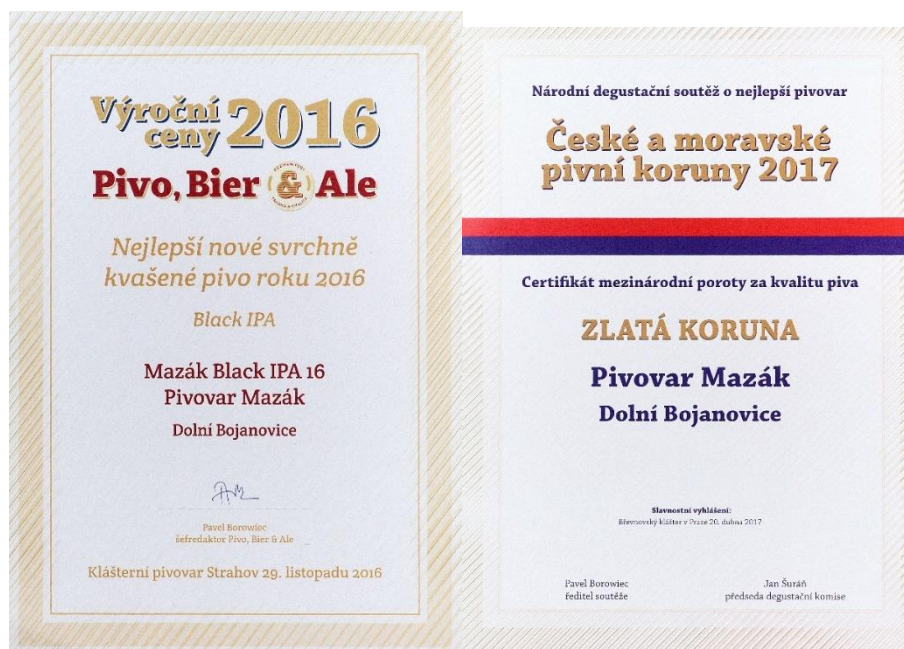 Výroční
ceny 2016
Pivo, Bier & Ale
Nejlepší nové svrchně
kvašené pivo roku 2016
Black IPA
Mazák Black IPA 16
Pivovar Mazák
Dolní Bojanovice
Pavel Borowiec
šéfredaktor Pivo, Bier & Ale
Klášterní pivovar Strahov 29. listopadu 2016
Národní degustační soutěž o nejlepší pivovar
České a moravské
pivní koruny 2017
Certifikát mezinárodní poroty za kvalitu piva
ZLATÁ KORUNA
Pivovar Mazák
Dolní Bojanovice
Slavnostní vyhlášení:
Břevnovský klášter v Praze 20. dubna 2017
Pavel Borowiec
ředitel soutěže
Jan Šuráň
předseda degustační komise